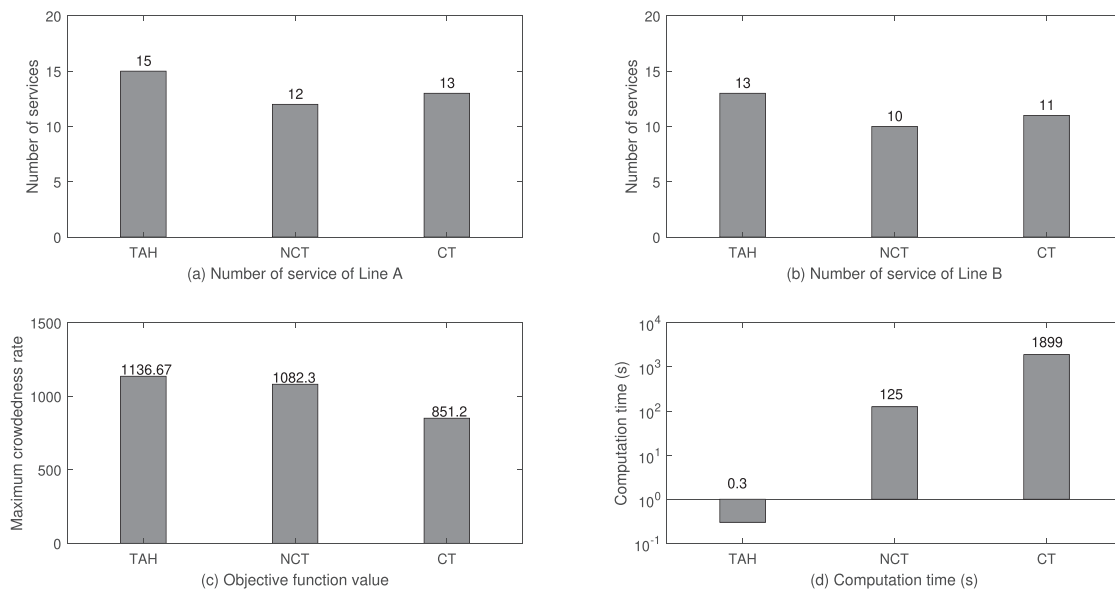 20
15
10
5
0
Number of services
15
12
13
TAH NCT CT
(a) Number of service of Line A
20
15
10
5
0
Number of services
13
10
11
TAH NCT CT
(b) Number of service of Line B
1500
1000
500
0
Maximum crowdedness rate
1136.67
1082.3
851.2
TAH NCT CT
(c) Objective function value
10^4
10^3
10^2
10^1
10^0
10^-1
Computation time (s)
0.3
125
1899
TAH NCT CT
(d) Computation time (s)